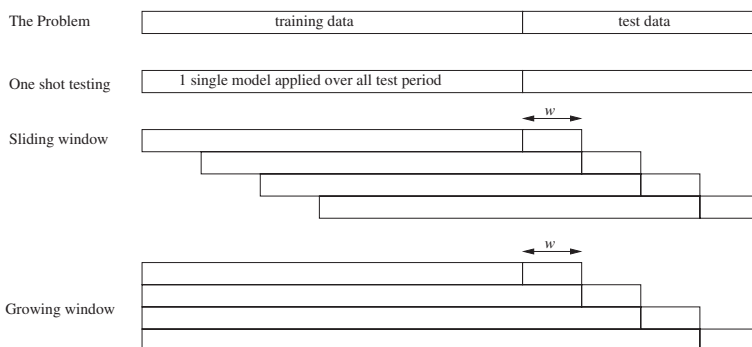 The Problem
training data
test data
One shot testing
1 single model applied over all test period
w
Sliding window
w
Growing window